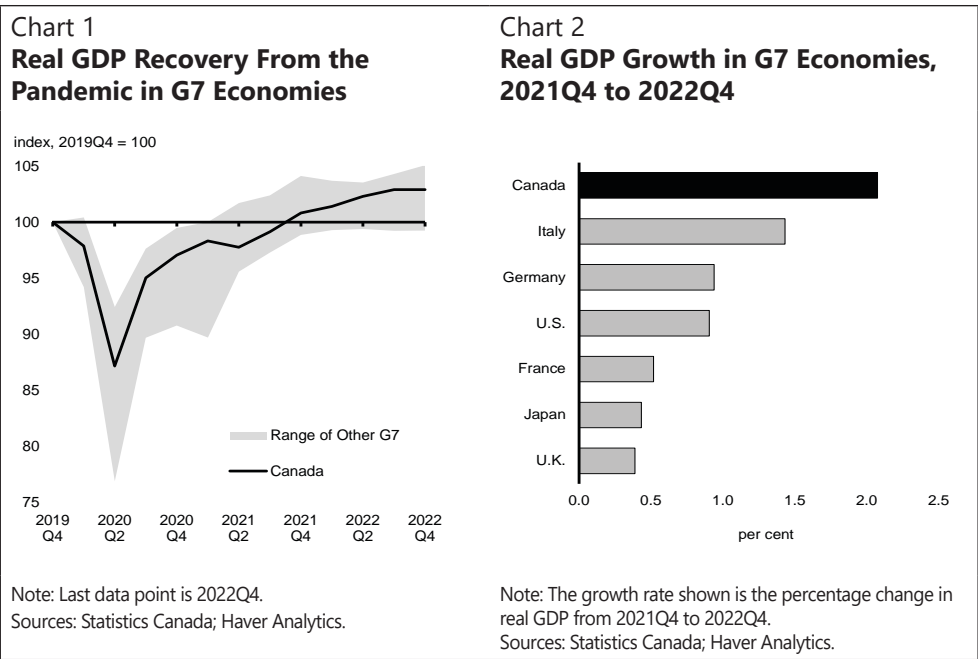 Chart 1
Real GDP Recovery From the
Pandemic in G7 Economies
index, 2019Q4 = 100
105
100
95
90
85
80
75
Range of Other G7
Canada
2019 2020 2020 2021 2021 2022 2022
Q4 Q2 Q4 Q2 Q4 Q2 Q4
Note: Last data point is 2022Q4.
Sources: Statistics Canada; Haver Analytics.
Chart 2
Real GDP Growth in G7 Economies,
2021Q4 to 2022Q4
Canada
Italy
Germany
U.S.
France
Japan
U.K.
0.0 0.5 1.0 1.5 2.0 2.5
per cent
Note: The growth rate shown is the percentage change in
real GDP from 2021Q4 to 2022Q4.
Sources: Statistics Canada; Haver Analytics.